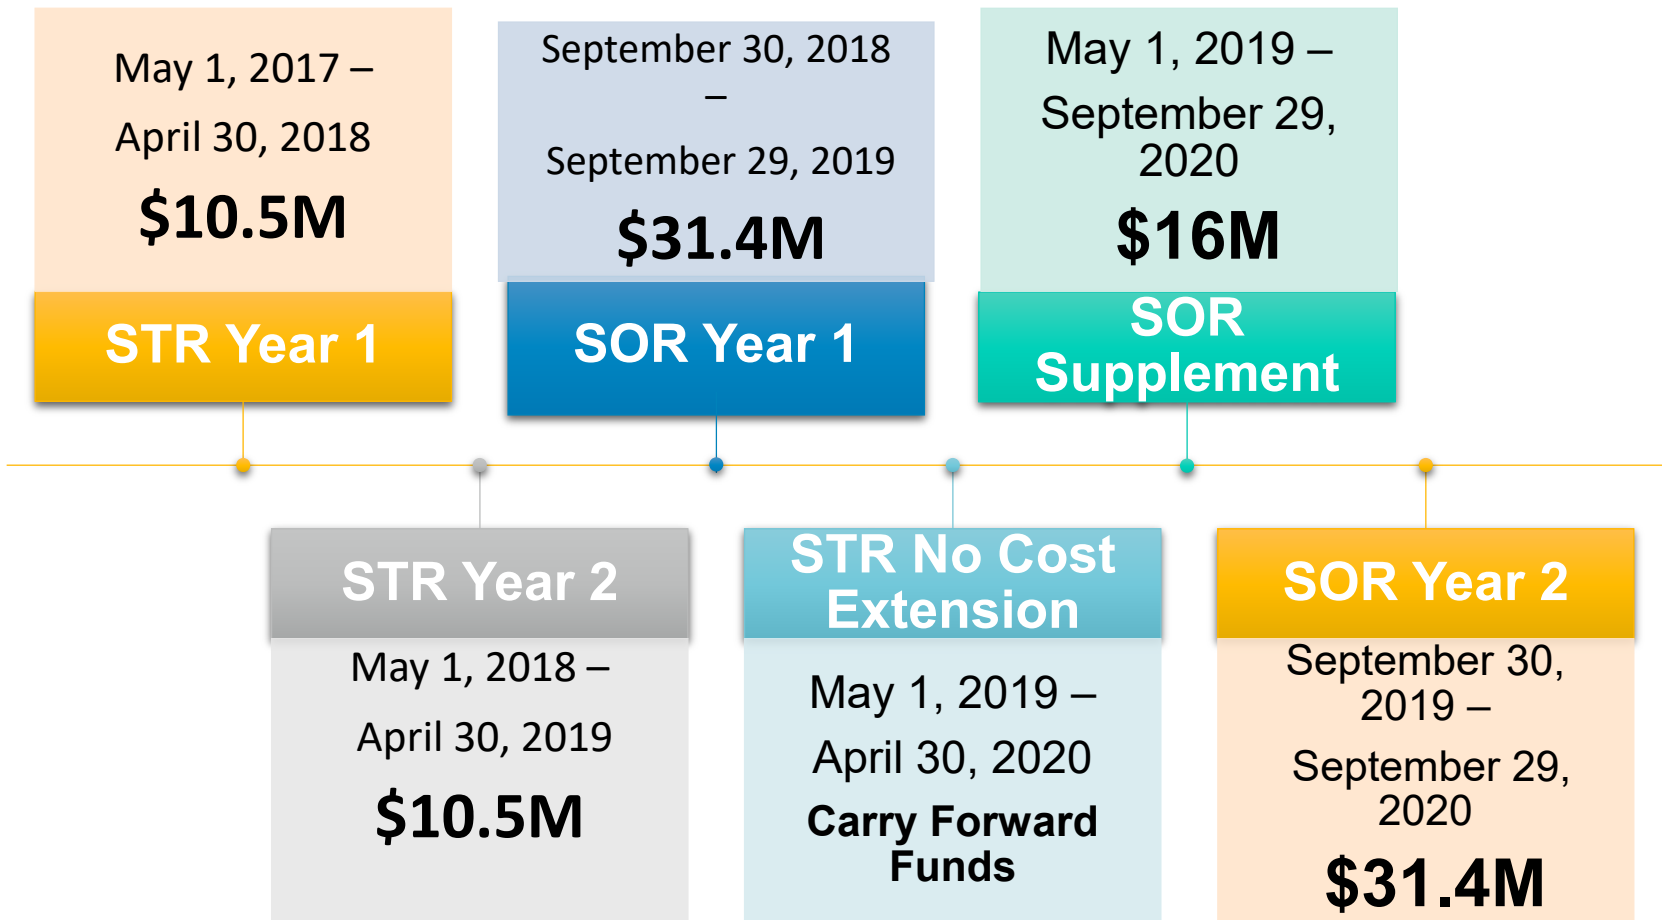 May 1, 2017 –
April 30, 2018
$10.5M
STR Year 1
September 30, 2018
–
September 29, 2019
$31.4M
SOR Year 1
May 1, 2019 –
September 29,
2020
$16M
SOR
Supplement
STR Year 2
May 1, 2018 –
April 30, 2019
$10.5M
STR No Cost
Extension
May 1, 2019 –
April 30, 2020
Carry Forward
Funds
SOR Year 2
September 30,
2019 –
September 29,
2020
$31.4M